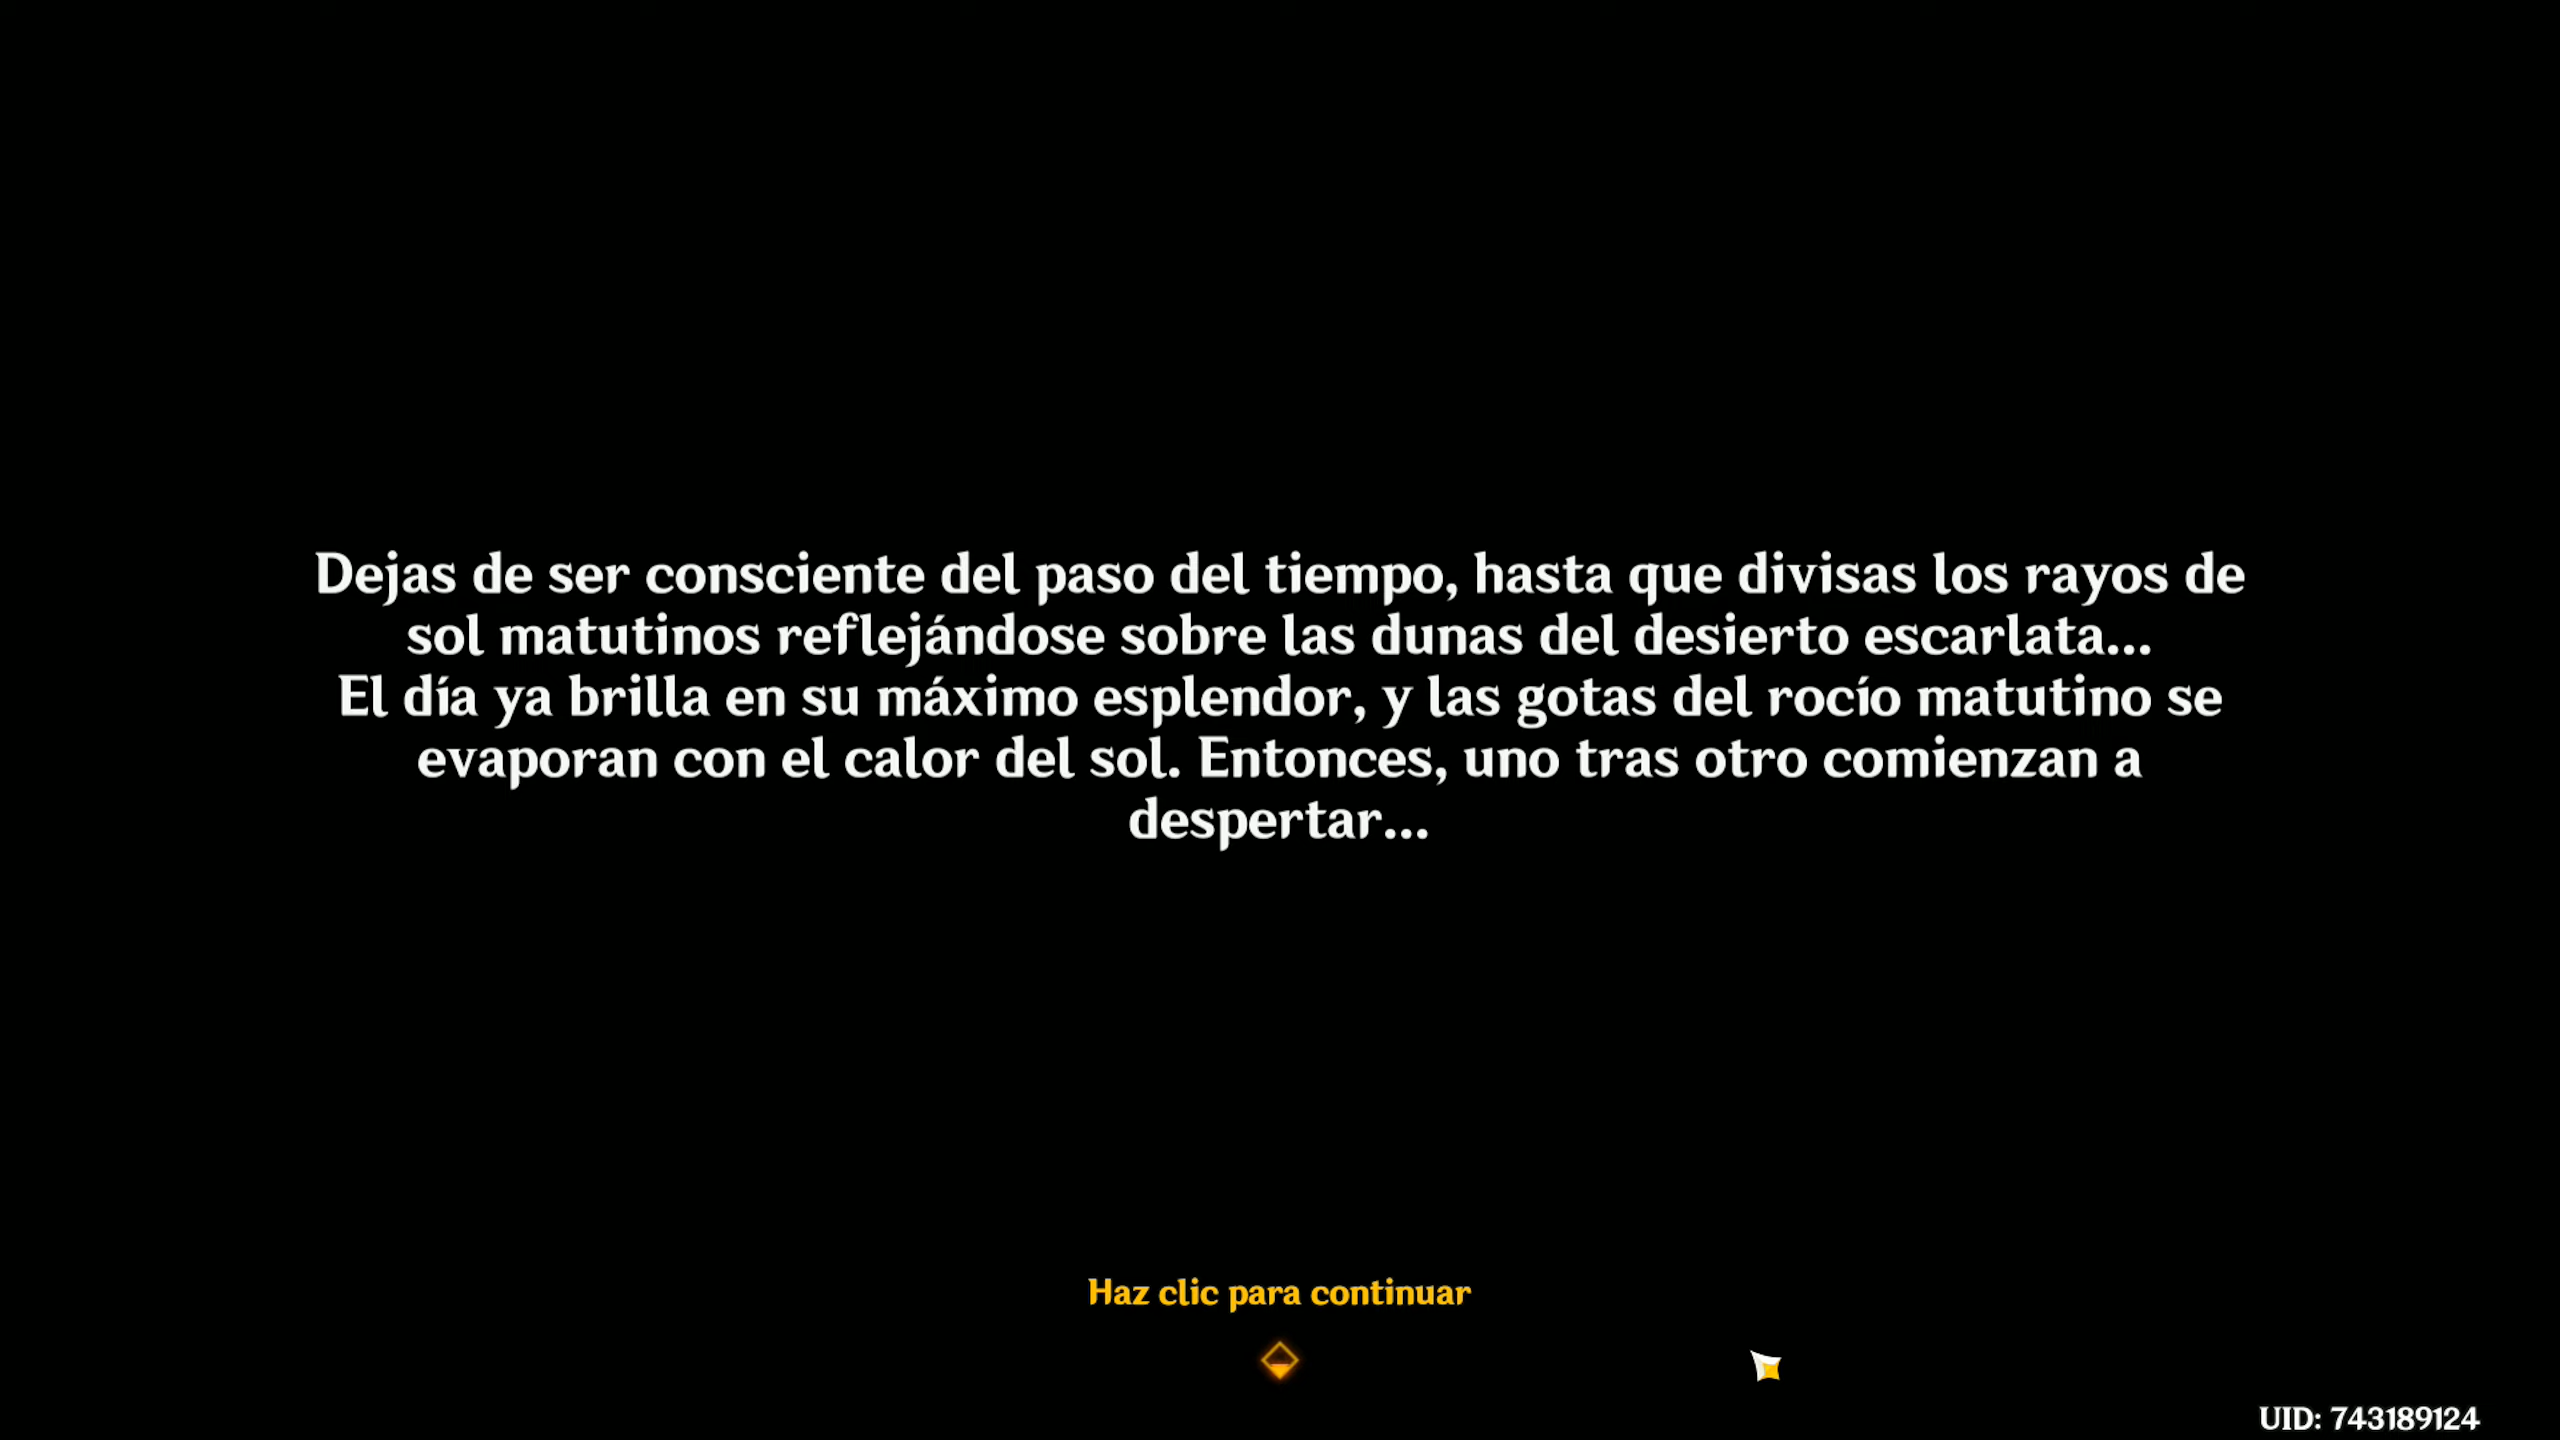 Dejas de ser consciente del paso del tiempo, hasta que divisas los rayos de
sol matutinos reflejándose sobre las dunas del desierto escarlata...
El día ya brilla en su máximo esplendor, y las gotas del rocío matutino se
evaporan con el calor del sol. Entonces, uno tras otro comienzan a
despertar...
Haz clic para continuar
UID: 743189124